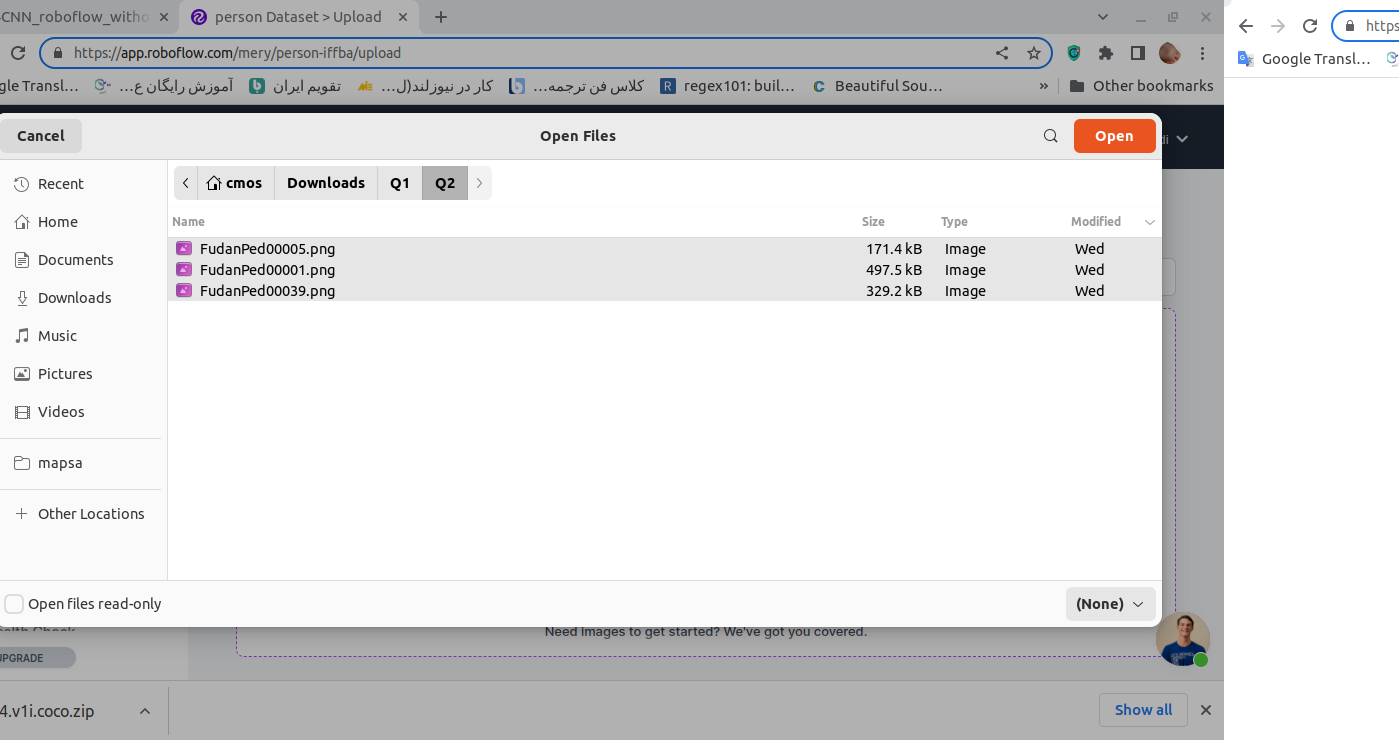 -CNN_roboflow_witho
person Dataset > Upload
https://app.roboflow.com/mery/person-iffba/upload
https
gle Transl…
آموزش رایگان ع…
تقویم ایران
کار در نیوزلند(ل…
کلاس فن ترجمه…
regex101: buil…
Beautiful Sou…
»
Other bookmarks
Google Transl…
Cancel
Open Files
Open
di
Recent
Home
Documents
Downloads
Music
Pictures
Videos
mapsa
Other Locations
cmos
Downloads
Q1
Q2
Name Size Type Modified
FudanPed00005.png 171.4 kB Image Wed
FudanPed00001.png 497.5 kB Image Wed
FudanPed00039.png 329.2 kB Image Wed
Open files read-only
(None)
Need images to get started? We've got you covered.
UPGRADE
4.v1i.coco.zip
Show all